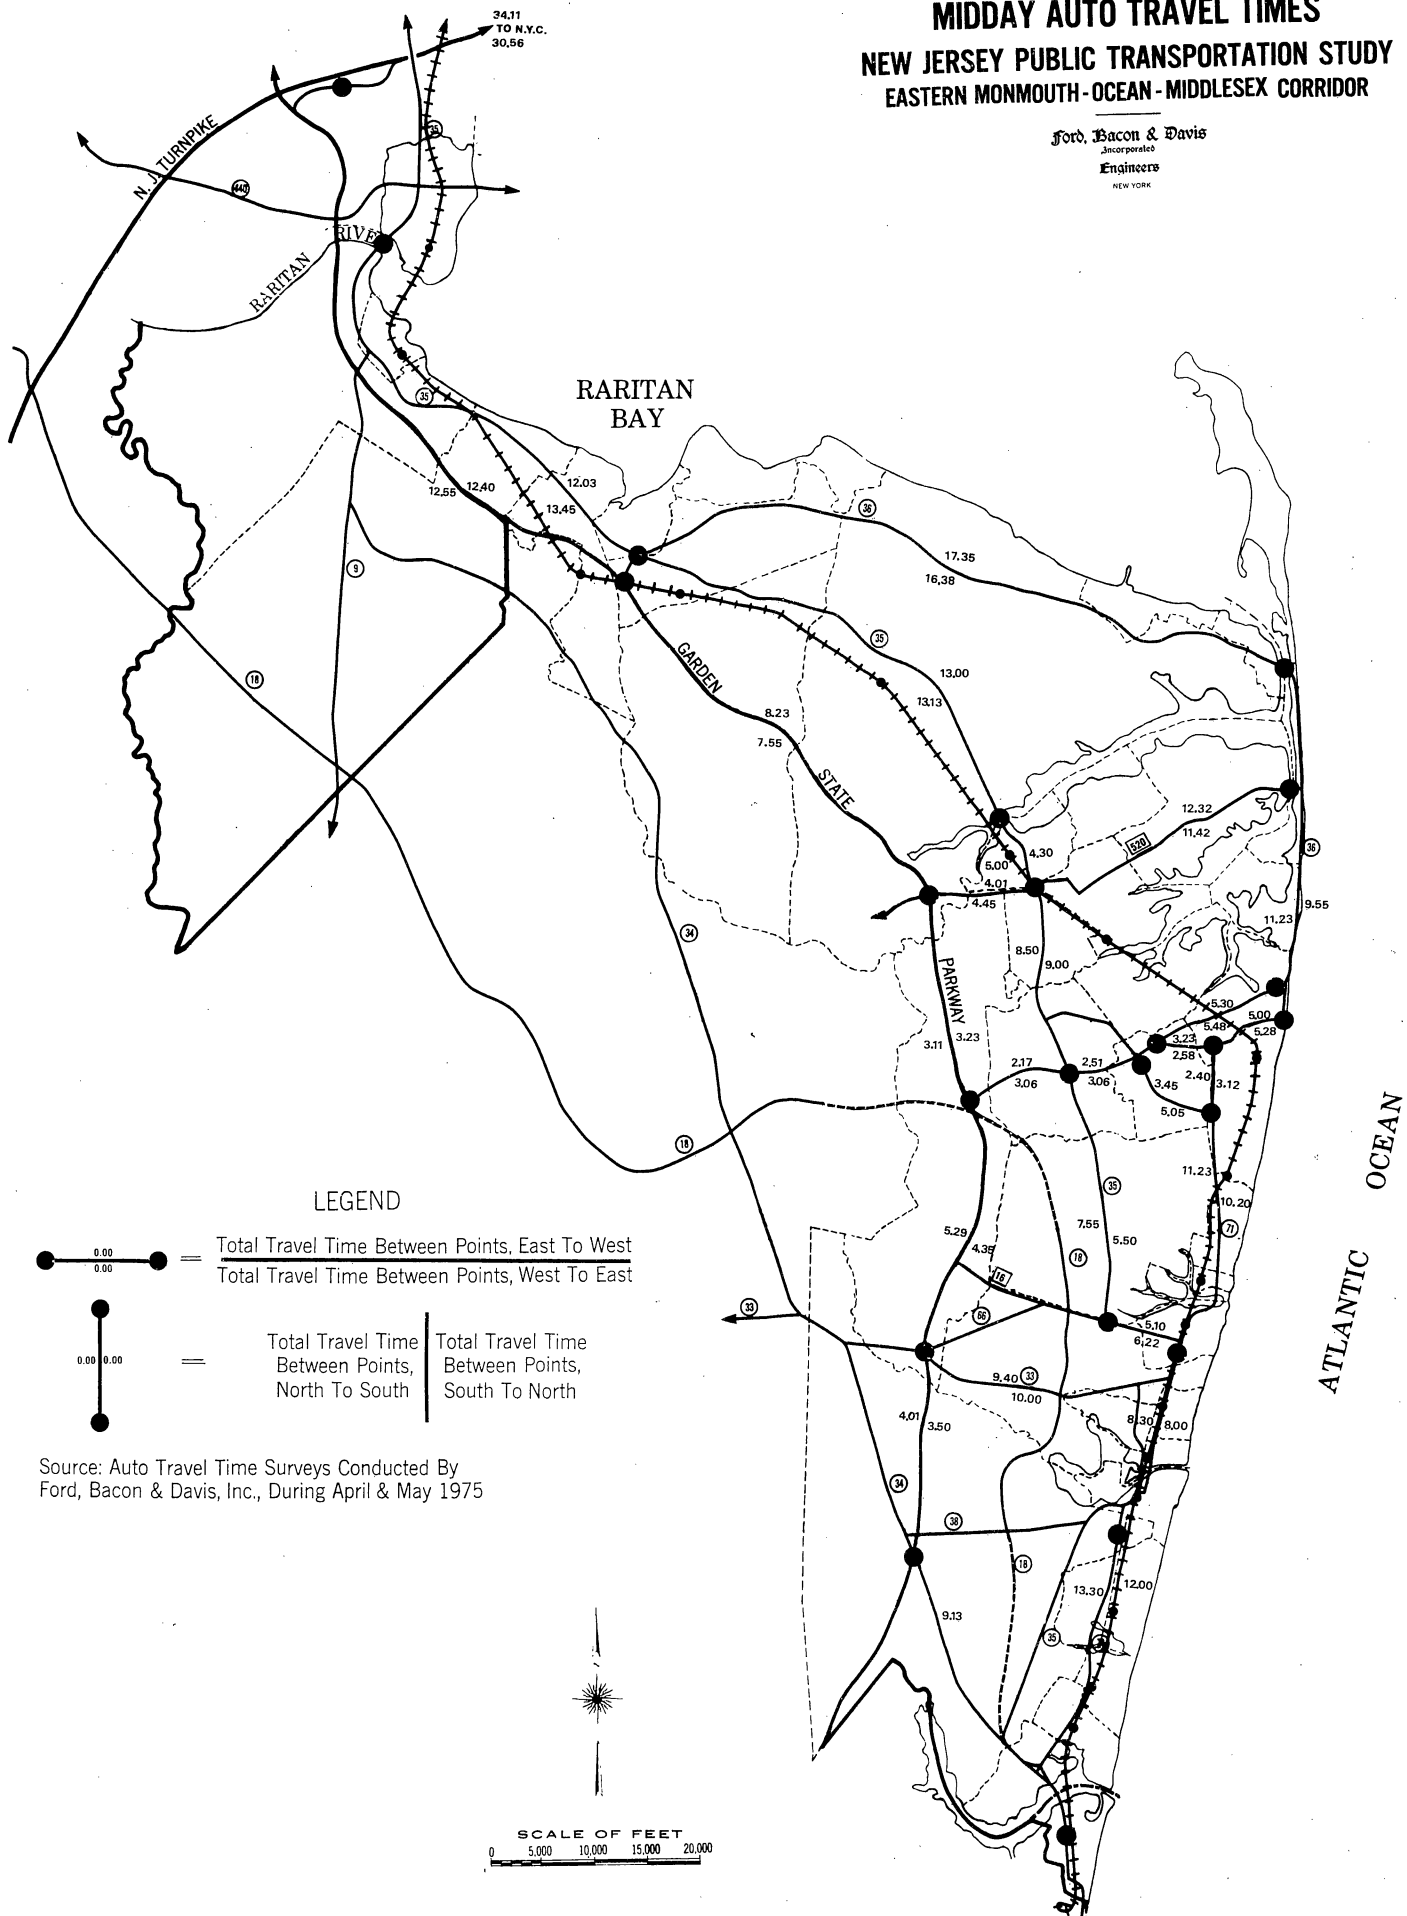 MIDDAY AUTO TRAVEL TIMES
NEW JERSEY PUBLIC TRANSPORTATION STUDY
EASTERN MONMOUTH - OCEAN - MIDDLESEX CORRIDOR
Ford, Bacon & Davis
Incorporated
Engineers
NEW YORK
34.11
TO N.Y.C.
30.56
35
N. J. TURNPIKE
440
RIVE
RARITAN
RARITAN
BAY
35
12.55 12.40
12.03
13.45
36
17.35
16.38
9
35
18
GARDEN
13.00
13.13
8.23
7.55
STATE
12.32
11.42
520
36
4.30
5.00
4.01
4.45
9.55
11.23
34
8.50
9.00
PARKWAY
3.11 3.23
5.30
5.00
5.48
5.28
3.23
2.58
2.17
3.06
2.51
3.06
2.40 3.12
3.45
5.05
18
11.23
10.20
35
71
7.55
5.50
5.29
4.35
18
16
66
33
5.10
6.22
9.40 33
10.00
8.30 8.00
4.01 3.50
34
38
18
13.30 12.00
9.13
35
OCEAN
ATLANTIC
LEGEND
0.00
0.00
=
Total Travel Time Between Points, East To West
Total Travel Time Between Points, West To East
0.00 0.00
=
Total Travel Time Between Points, North To South
Total Travel Time Between Points, South To North
Source: Auto Travel Time Surveys Conducted By
Ford, Bacon & Davis, Inc., During April & May 1975
SCALE OF FEET
0 5,000 10,000 15,000 20,000